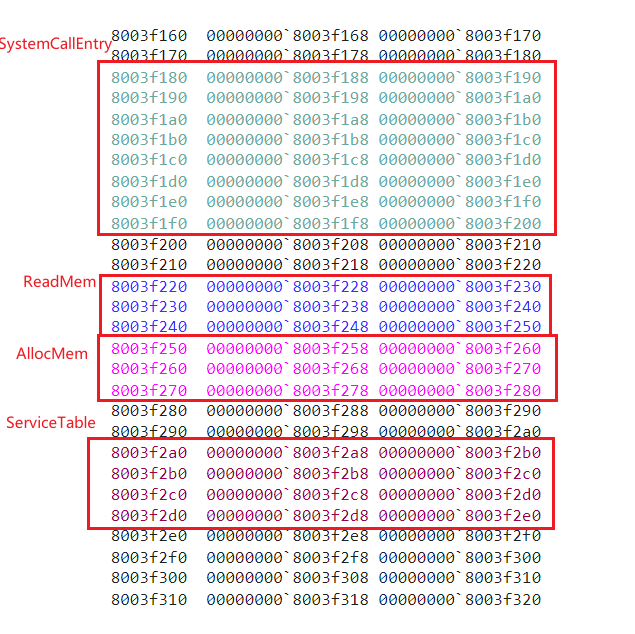 8003f160  00000000`8003f168 00000000`8003f170
SystemCallEntry
8003f170  00000000`8003f178 00000000`8003f180
8003f180  00000000`8003f188 00000000`8003f190
8003f190  00000000`8003f198 00000000`8003f1a0
8003f1a0  00000000`8003f1a8 00000000`8003f1b0
8003f1b0  00000000`8003f1b8 00000000`8003f1c0
8003f1c0  00000000`8003f1c8 00000000`8003f1d0
8003f1d0  00000000`8003f1d8 00000000`8003f1e0
8003f1e0  00000000`8003f1e8 00000000`8003f1f0
8003f1f0  00000000`8003f1f8 00000000`8003f200
8003f200  00000000`8003f208 00000000`8003f210
8003f210  00000000`8003f218 00000000`8003f220
ReadMem
8003f220  00000000`8003f228 00000000`8003f230
8003f230  00000000`8003f238 00000000`8003f240
8003f240  00000000`8003f248 00000000`8003f250
AllocMem
8003f250  00000000`8003f258 00000000`8003f260
8003f260  00000000`8003f268 00000000`8003f270
8003f270  00000000`8003f278 00000000`8003f280
8003f280  00000000`8003f288 00000000`8003f290
ServiceTable
8003f290  00000000`8003f298 00000000`8003f2a0
8003f2a0  00000000`8003f2a8 00000000`8003f2b0
8003f2b0  00000000`8003f2b8 00000000`8003f2c0
8003f2c0  00000000`8003f2c8 00000000`8003f2d0
8003f2d0  00000000`8003f2d8 00000000`8003f2e0
8003f2e0  00000000`8003f2e8 00000000`8003f2f0
8003f2f0  00000000`8003f2f8 00000000`8003f300
8003f300  00000000`8003f308 00000000`8003f310
8003f310  00000000`8003f318 00000000`8003f320